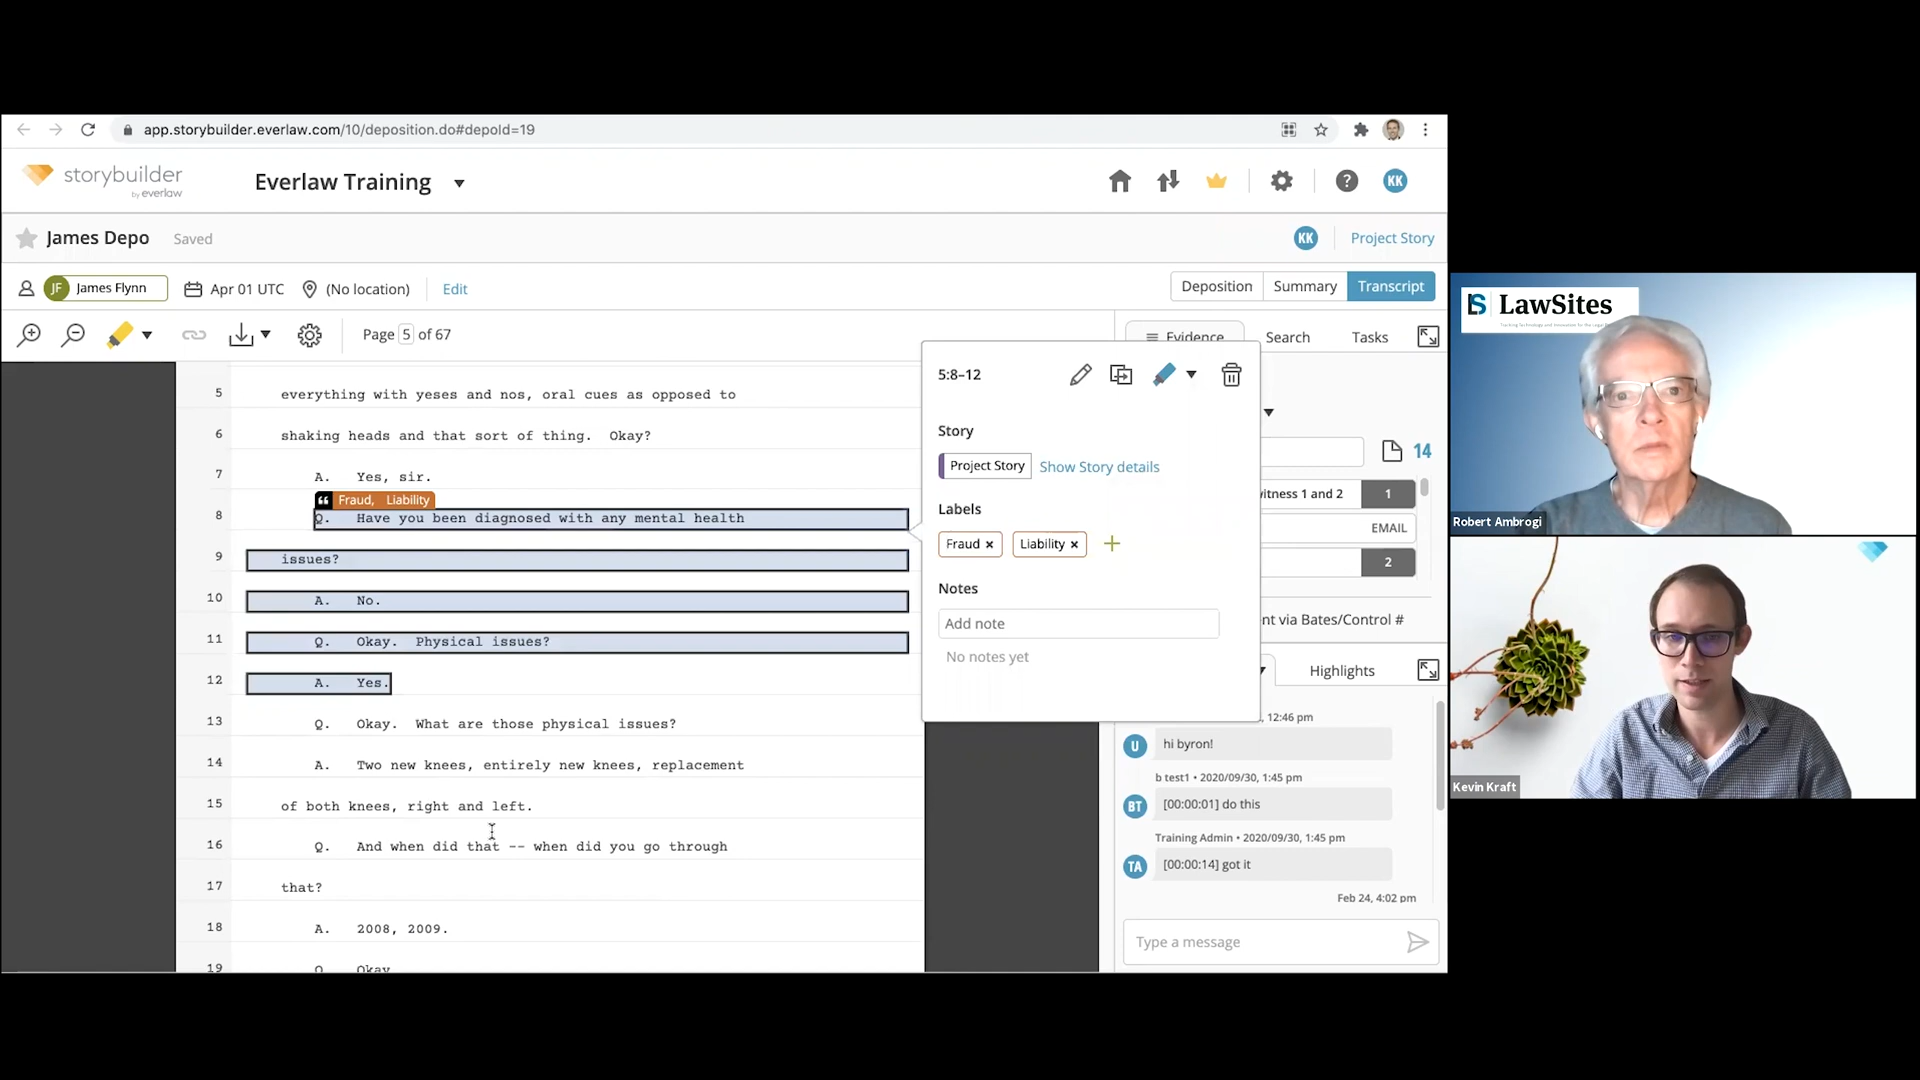 app.storybuilder.everlaw.com/10/deposition.do#depoId=19
storybuilder
by everlaw
Everlaw Training
KK
James Depo Saved
KK Project Story
JF James Flynn Apr 01 UTC (No location) Edit
Deposition Summary Transcript
Page 5 of 67
Evidence Search Tasks
5 everything with yeses and nos, oral cues as opposed to
6 shaking heads and that sort of thing. Okay?
7 A. Yes, sir.
Fraud, Liability
8 Q. Have you been diagnosed with any mental health
9 issues?
10 A. No.
11 Q. Okay. Physical issues?
12 A. Yes.
13 Q. Okay. What are those physical issues?
14 A. Two new knees, entirely new knees, replacement
15 of both knees, right and left.
16 Q. And when did that -- when did you go through
17 that?
18 A. 2008, 2009.
19 Q. Okay
5:8–12
Story
Project Story Show Story details
Labels
Fraud × Liability × +
Notes
Add note
No notes yet
14
itness 1 and 2 1
EMAIL
2
nt via Bates/Control #
Highlights
, 12:46 pm
U hi byron!
b test1 • 2020/09/30, 1:45 pm
BT [00:00:01] do this
Training Admin • 2020/09/30, 1:45 pm
TA [00:00:14] got it
Feb 24, 4:02 pm
Type a message
LS LawSites
Robert Ambrogi
Kevin Kraft